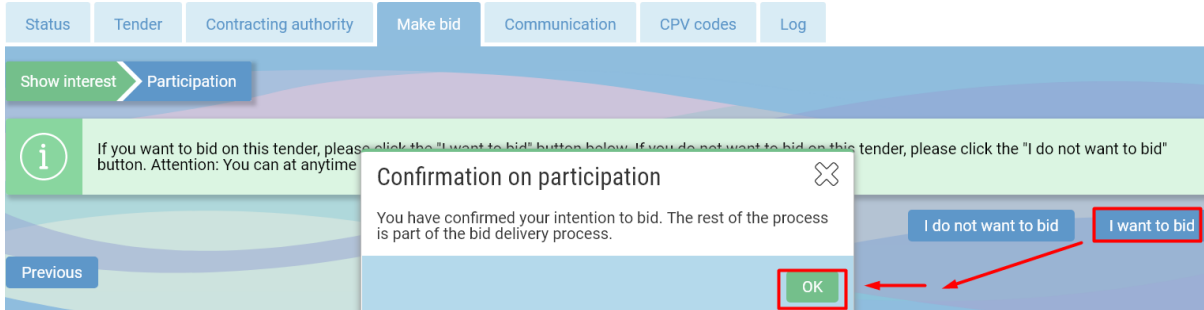 Status
Tender
Contracting authority
Make bid
Communication
CPV codes
Log
Show interest
Participation
If you want to bid on this tender, please click the "I want to bid" button below. If you do not want to bid on this tender, please click the "I do not want to bid"
button. Attention: You can at anytime
Confirmation on participation
You have confirmed your intention to bid. The rest of the process
is part of the bid delivery process.
I do not want to bid
I want to bid
Previous
OK